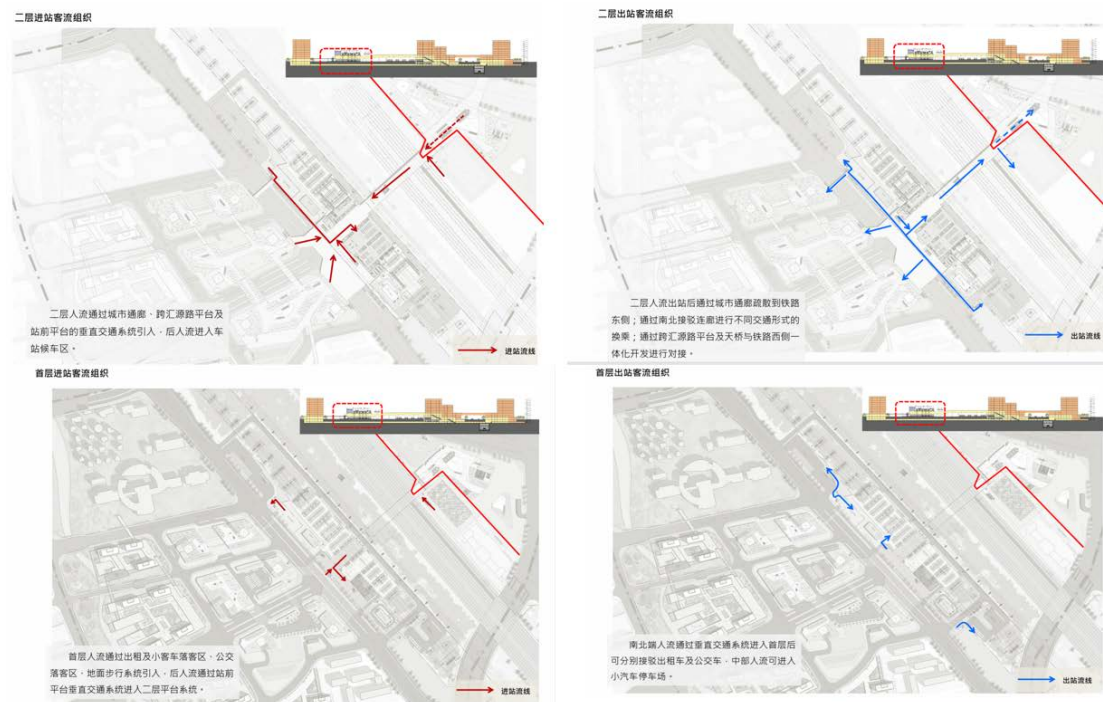 二层进站客流组织
二层人流通过城市通廊、跨汇源路平台及
站前平台的垂直交通系统引入，后人流进入车
站候车区。
进站流线
二层出站客流组织
二层人流出站后通过城市通廊疏散到铁路
东侧；通过南北接驳连廊进行不同交通形式的
换乘；通过跨汇源路平台及天桥与铁路西侧一
体化开发进行对接。
出站流线
首层进站客流组织
首层人流通过出租及小客车落客区、公交
落客区、地面步行系统引入，后人流通过站前
平台垂直交通系统进入二层平台系统。
进站流线
首层出站客流组织
南北端人流通过垂直交通系统进入首层后
可分别接驳出租车及公交车，中部人流可进入
小汽车停车场。
出站流线